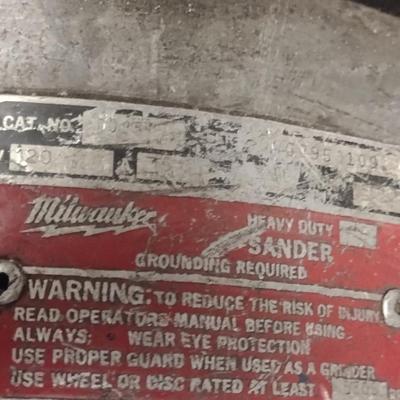 CAT. NO.
V 120 A
Milwaukee
HEAVY DUTY
SANDER
GROUNDING REQUIRED
WARNING: TO REDUCE THE RISK OF INJURY
READ OPERATORS MANUAL BEFORE USING
ALWAYS: WEAR EYE PROTECTION
USE PROPER GUARD WHEN USED AS A GRINDER
USE WHEEL OR DISC RATED AT LEAST